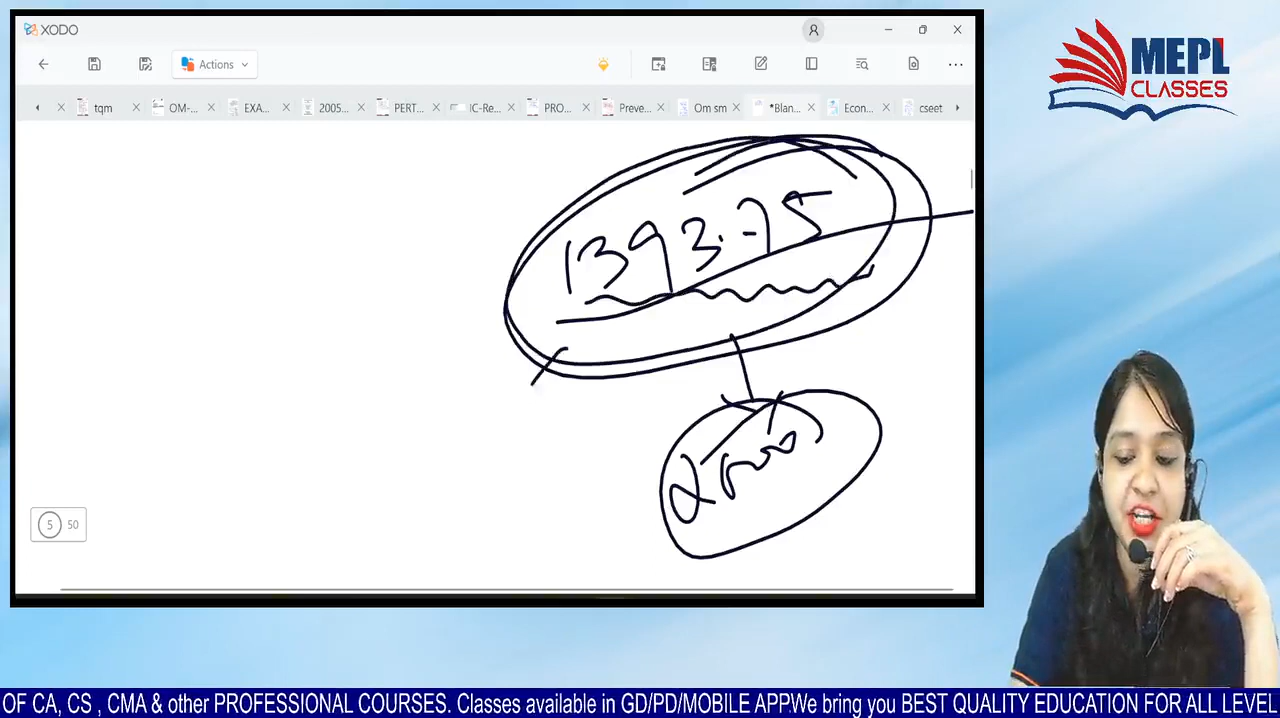 XODO
Actions
tqm OM-... EXA... 2005... PERT... IC-Re... PRO... Preve... Om sm *Blan... Econ... cseet
MEPL
CLASSES
1393.75
5 50
OF CA, CS , CMA & other PROFESSIONAL COURSES. Classes available in GD/PD/MOBILE APP.We bring you BEST QUALITY EDUCATION FOR ALL LEVEL